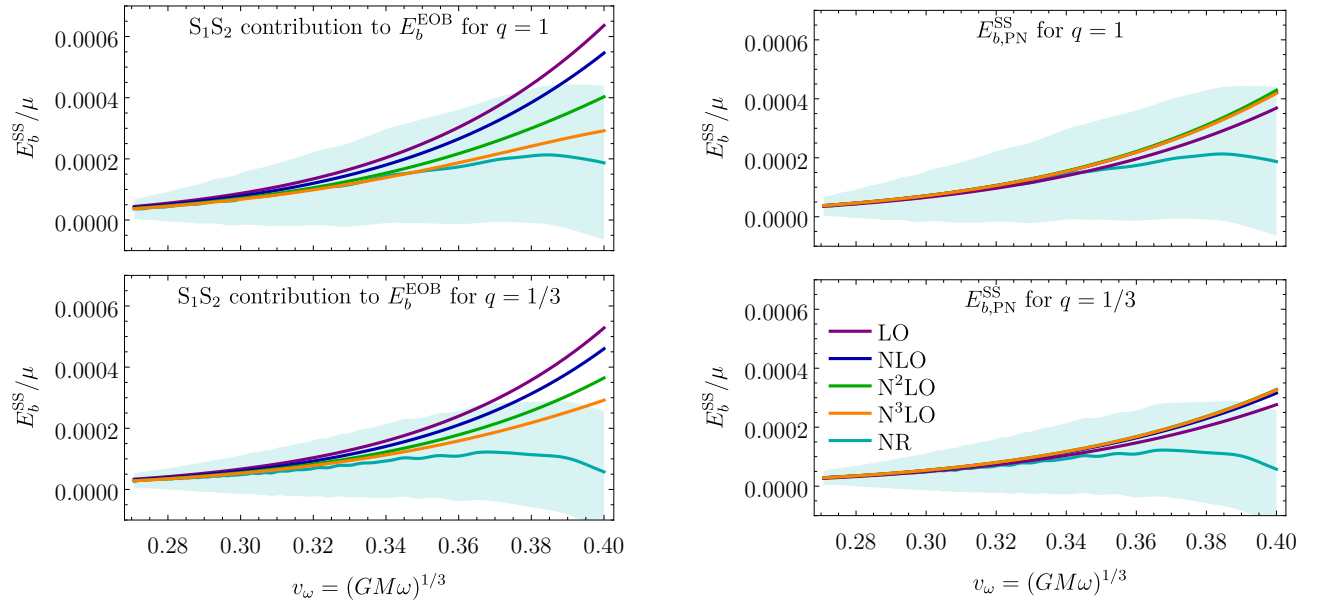 S₁S₂ contribution to E_b^EOB for q = 1
0.0006
0.0004
0.0002
0.0000
E_b^SS/μ
E_b,PN^SS for q = 1
0.0006
0.0004
0.0002
0.0000
E_b^SS/μ
S₁S₂ contribution to E_b^EOB for q = 1/3
0.0006
0.0004
0.0002
0.0000
E_b^SS/μ
0.28 0.30 0.32 0.34 0.36 0.38 0.40
v_ω = (GMω)^1/3
E_b,PN^SS for q = 1/3
LO
NLO
N²LO
N³LO
NR
0.0006
0.0004
0.0002
0.0000
E_b^SS/μ
0.28 0.30 0.32 0.34 0.36 0.38 0.40
v_ω = (GMω)^1/3